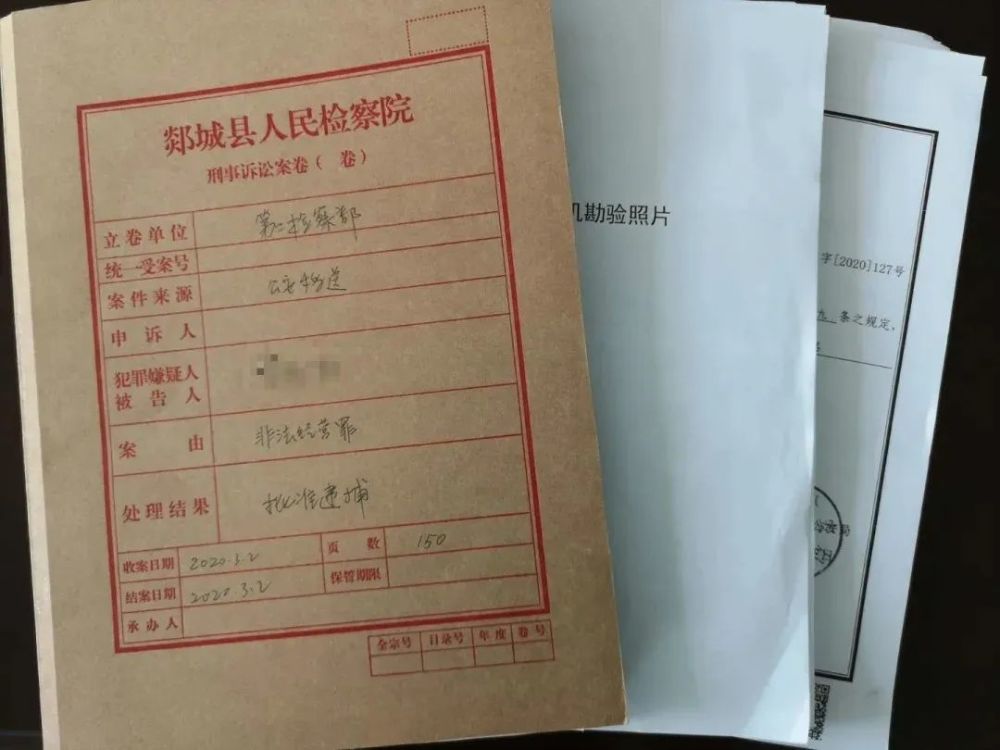 郯城县人民检察院
刑事诉讼案卷（ 卷）
立卷单位 第二检察部
统一受案号
案件来源 公安移送
申诉人
犯罪嫌疑人
被告人
案由 非法经营罪
处理结果 批准逮捕
收案日期 2020.3.2 页数 150
结案日期 2020 3.2 保管期限
承办人
全宗号 目录号 年度 卷号
机勘验照片
字[2020]127号
九 条之规定,